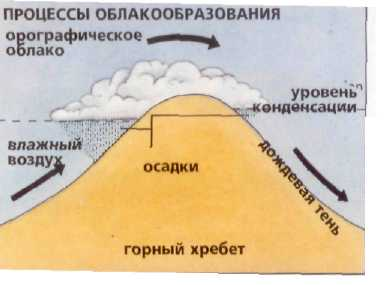 ПРОЦЕССЫ ОБЛАКООБРАЗОВАНИЯ
орографическое
облако
уровень
конденсации
влажный
воздух
осадки
дождевая тень
горный хребет